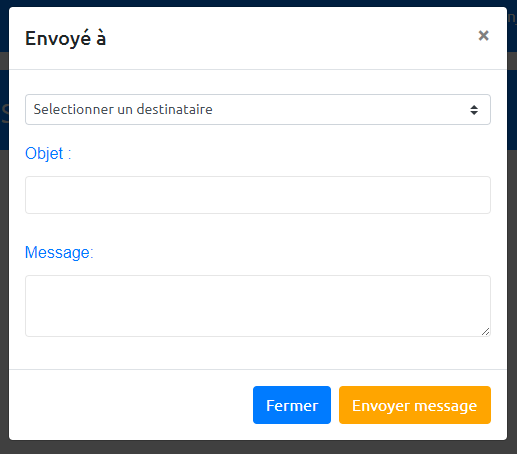 Envoyé à
×
Selectionner un destinataire
Objet :
Message:
Fermer
Envoyer message